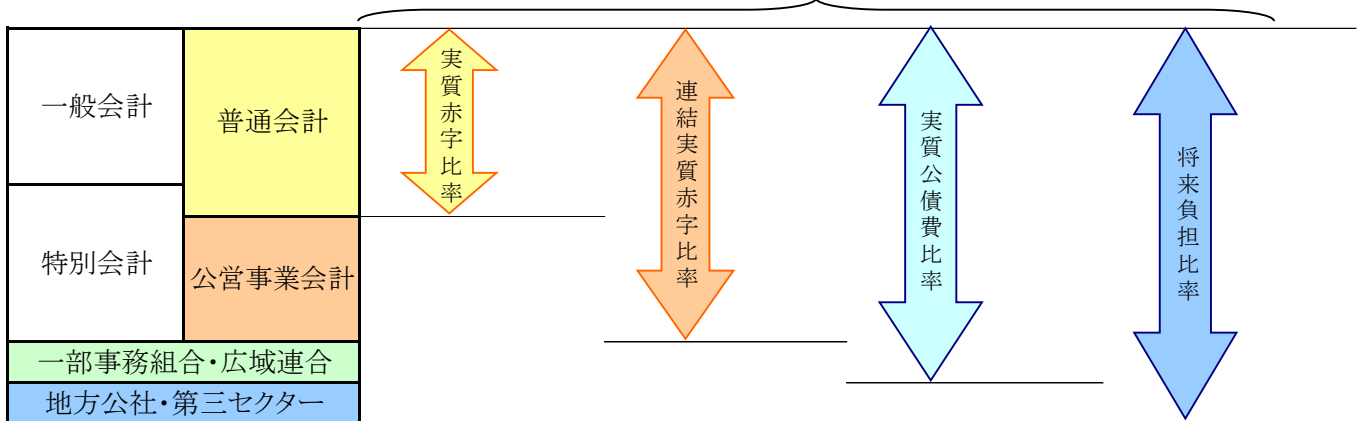 一般会計
普通会計
特別会計
公営事業会計
一部事務組合・広域連合
地方公社・第三セクター
実質赤字比率
連結実質赤字比率
実質公債費比率
将来負担比率